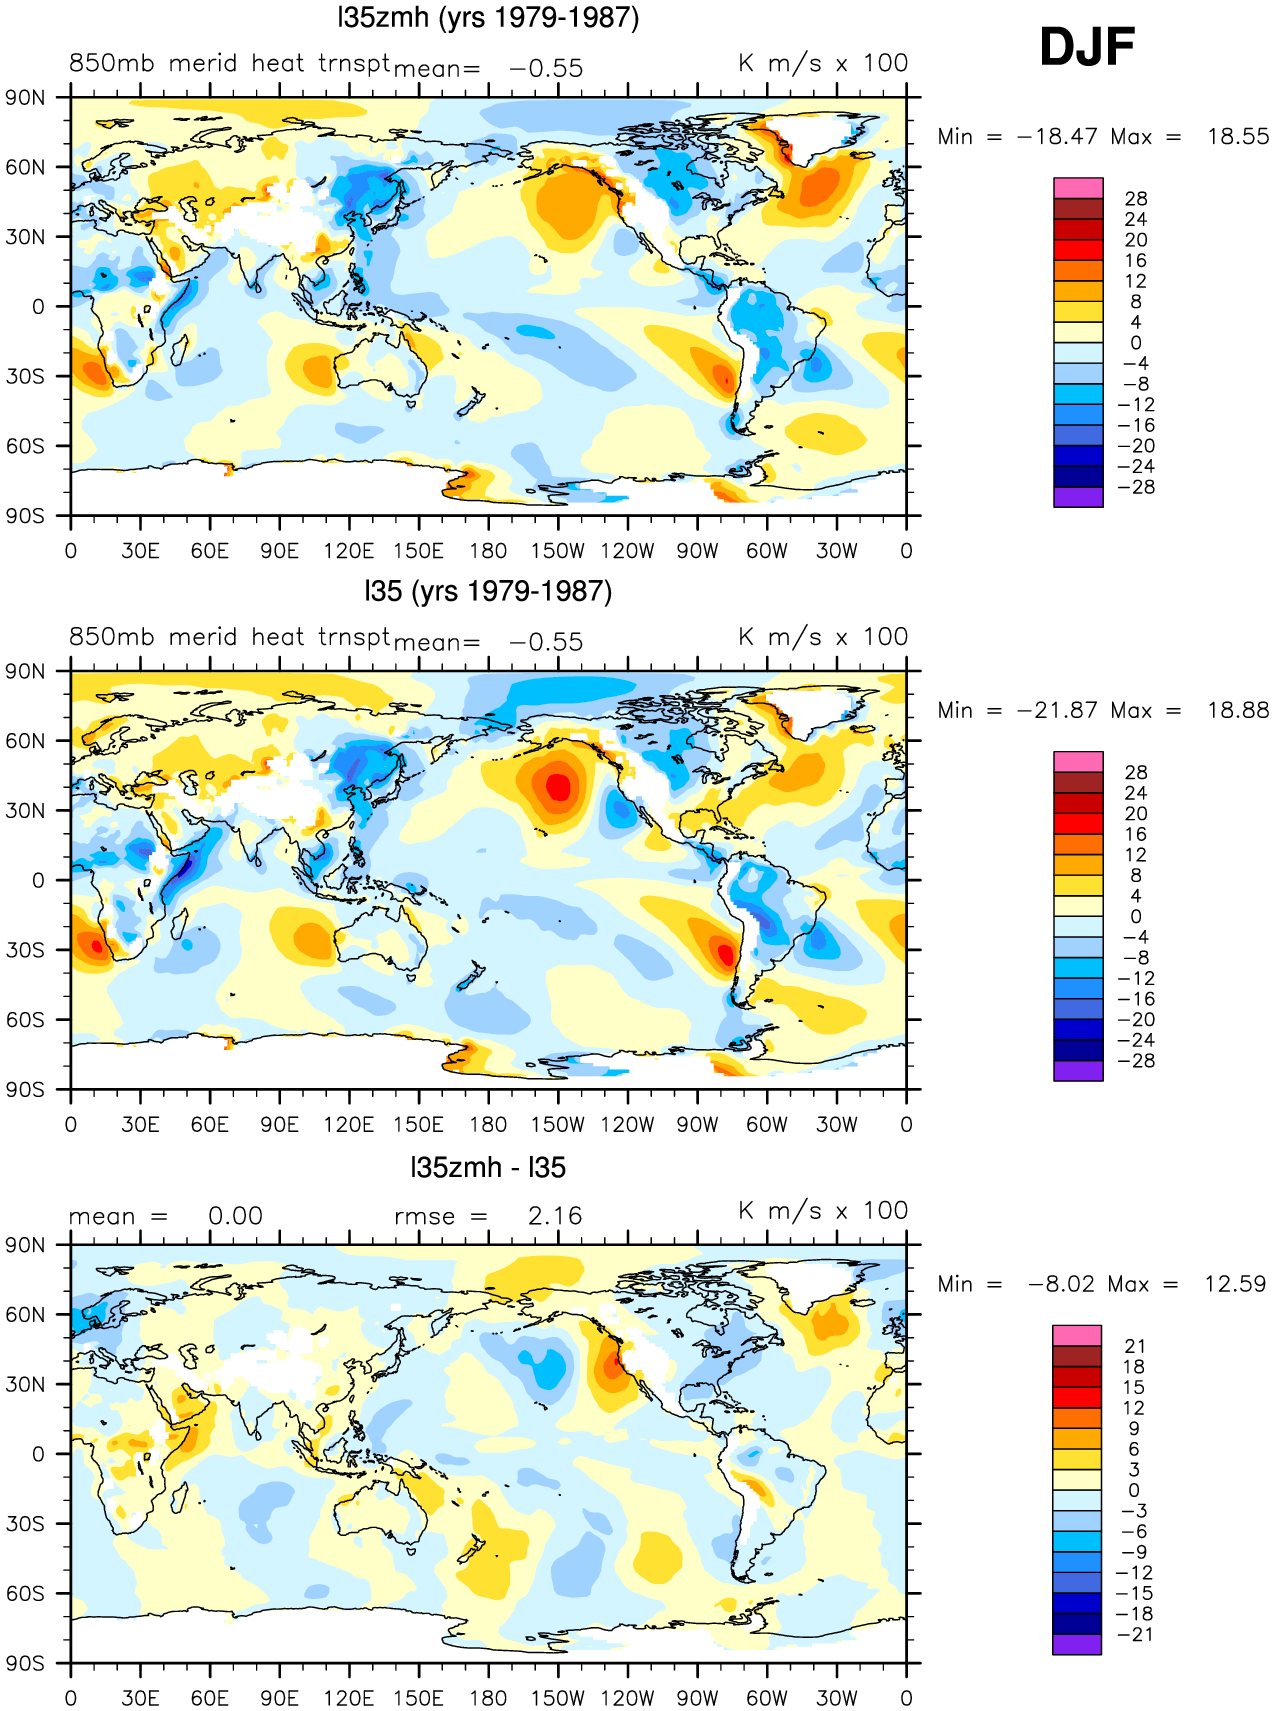 l35zmh (yrs 1979-1987)
DJF
850mb merid heat trnspt mean= −0.55 K m/s x 100
Min = −18.47 Max = 18.55
90N
60N
30N
0
30S
60S
90S
0 30E 60E 90E 120E 150E 180 150W 120W 90W 60W 30W 0
28
24
20
16
12
8
4
0
−4
−8
−12
−16
−20
−24
−28
l35 (yrs 1979-1987)
850mb merid heat trnspt mean= −0.55 K m/s x 100
Min = −21.87 Max = 18.88
90N
60N
30N
0
30S
60S
90S
0 30E 60E 90E 120E 150E 180 150W 120W 90W 60W 30W 0
28
24
20
16
12
8
4
0
−4
−8
−12
−16
−20
−24
−28
l35zmh - l35
mean = 0.00 rmse = 2.16 K m/s x 100
Min = −8.02 Max = 12.59
90N
60N
30N
0
30S
60S
90S
0 30E 60E 90E 120E 150E 180 150W 120W 90W 60W 30W 0
21
18
15
12
9
6
3
0
−3
−6
−9
−12
−15
−18
−21